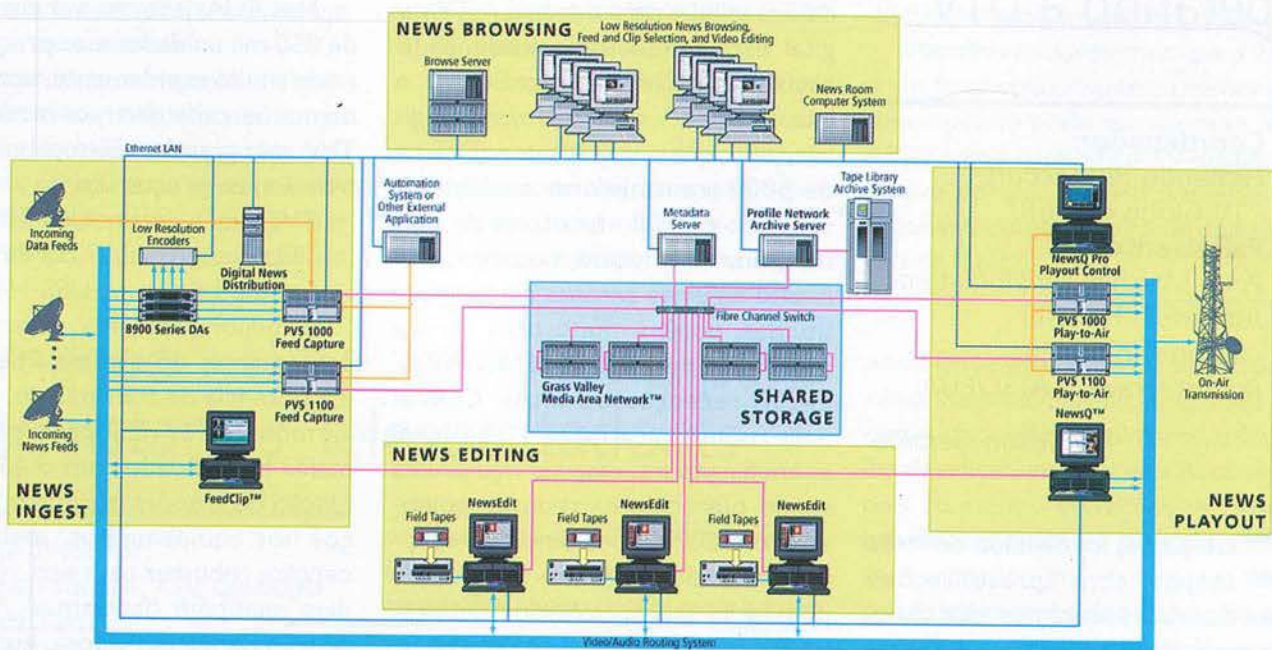 NEWS BROWSING
Low Resolution News Browsing,
Feed and Clip Selection, and Video Editing
Browse Server
News Room
Computer System
Ethernet LAN
Incoming
Data Feeds
Low Resolution
Encoders
Digital News
Distribution
Automation
System or
Other External
Application
Metadata
Server
Profile Network
Archive Server
Tape Library
Archive System
NewsQ Pro
Playout Control
8900 Series DAs
PVS 1000
Feed Capture
PVS 1100
Feed Capture
Incoming
News Feeds
FeedClip™
NEWS
INGEST
Fibre Channel Switch
Grass Valley
Media Area Network™
SHARED
STORAGE
PVS 1000
Play-to-Air
PVS 1100
Play-to-Air
On-Air
Transmission
NewsQ™
NEWS
PLAYOUT
NEWS EDITING
Field Tapes
NewsEdit
Field Tapes
NewsEdit
Field Tapes
NewsEdit
Video/Audio Routing System